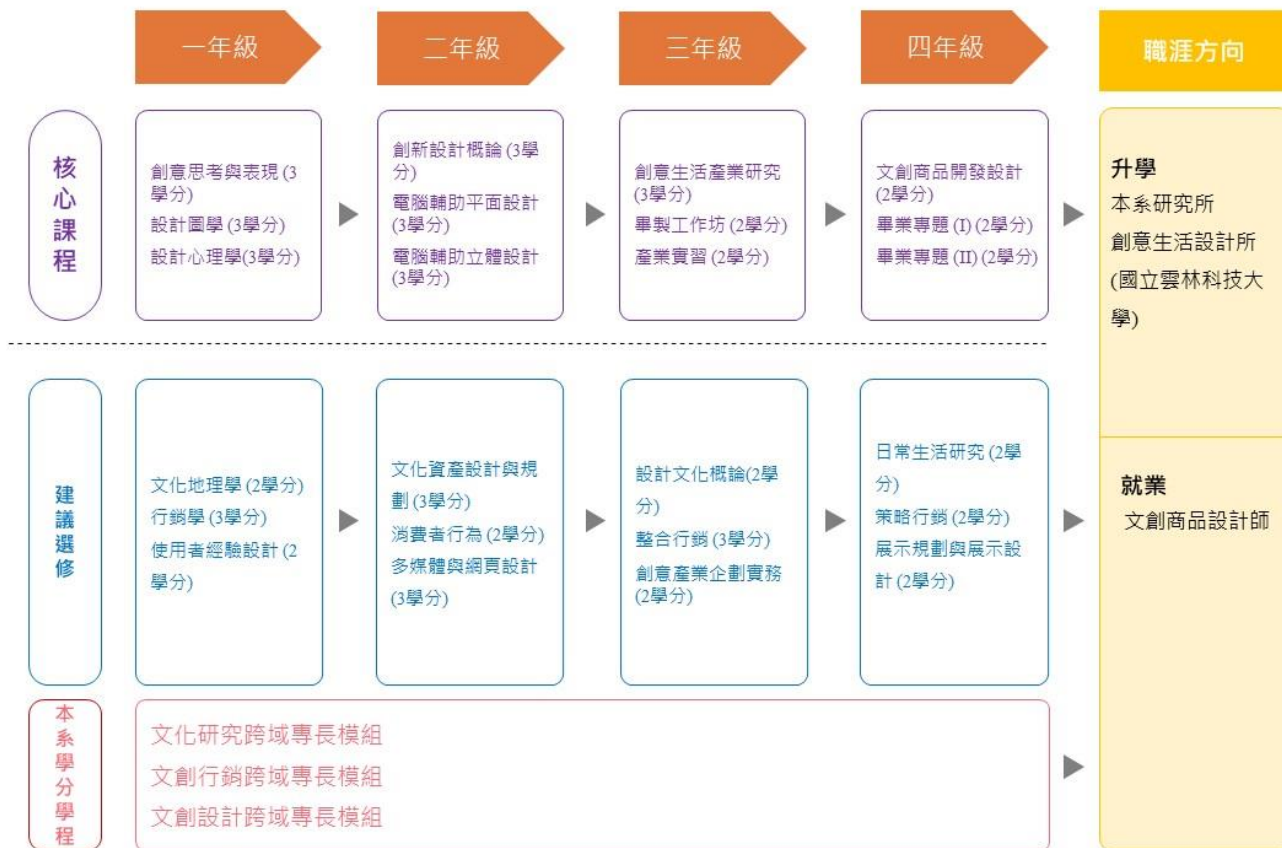 一年級
二年級
三年級
四年級
職涯方向
核心課程
創意思考與表現 (3
學分)
設計圖學 (3學分)
設計心理學(3學分)
創新設計概論 (3學
分)
電腦輔助平面設計
(3學分)
電腦輔助立體設計
(3學分)
創意生活產業研究
(3學分)
畢製工作坊 (2學分)
產業實習 (2學分)
文創商品開發設計
(2學分)
畢業專題 (I) (2學分)
畢業專題 (II) (2學分)
升學
本系研究所
創意生活設計所
(國立雲林科技大
學)
建議選修
文化地理學 (2學分)
行銷學 (3學分)
使用者經驗設計 (2
學分)
文化資產設計與規
劃 (3學分)
消費者行為 (2學分)
多媒體與網頁設計
(3學分)
設計文化概論(2學
分)
整合行銷 (3學分)
創意產業企劃實務
(2學分)
日常生活研究 (2學
分)
策略行銷 (2學分)
展示規劃與展示設
計 (2學分)
就業
文創商品設計師
本系學分學程
文化研究跨域專長模組
文創行銷跨域專長模組
文創設計跨域專長模組